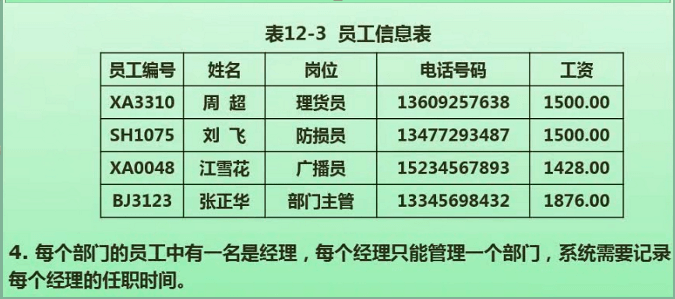 表12-3 员工信息表
员工编号 姓名 岗位 电话号码 工资
XA3310 周 超 理货员 13609257638 1500.00
SH1075 刘 飞 防损员 13477293487 1500.00
XA0048 江雪花 广播员 15234567893 1428.00
BJ3123 张正华 部门主管 13345698432 1876.00
4. 每个部门的员工中有一名是经理，每个经理只能管理一个部门，系统需要记录
每个经理的任职时间。